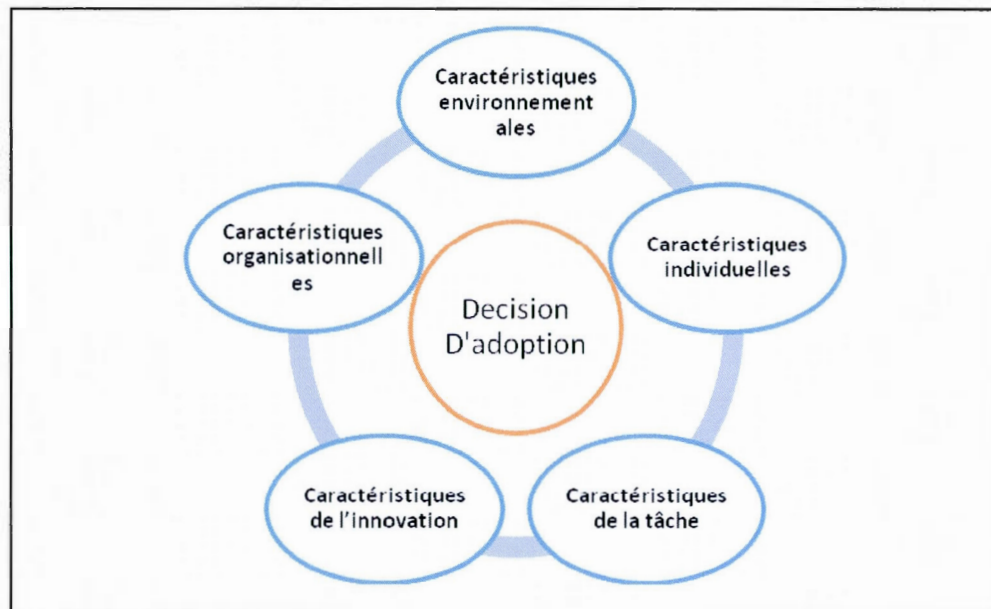 Caractéristiques
environnement
ales
Caractéristiques
organisationnell
es
Caractéristiques
individuelles
Decision
D'adoption
Caractéristiques
de l'innovation
Caractéristiques
de la tâche